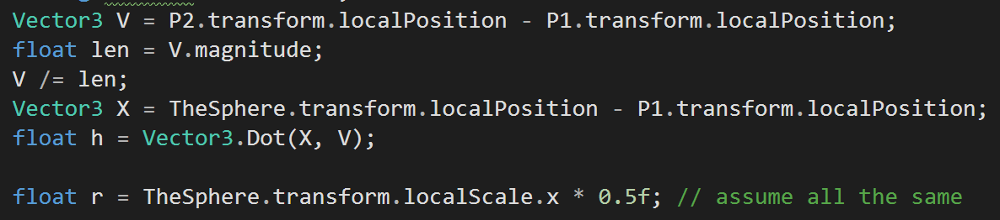 Vector3 V = P2.transform.localPosition - P1.transform.localPosition;
float len = V.magnitude;
V /= len;
Vector3 X = TheSphere.transform.localPosition - P1.transform.localPosition;
float h = Vector3.Dot(X, V);
float r = TheSphere.transform.localScale.x * 0.5f; // assume all the same